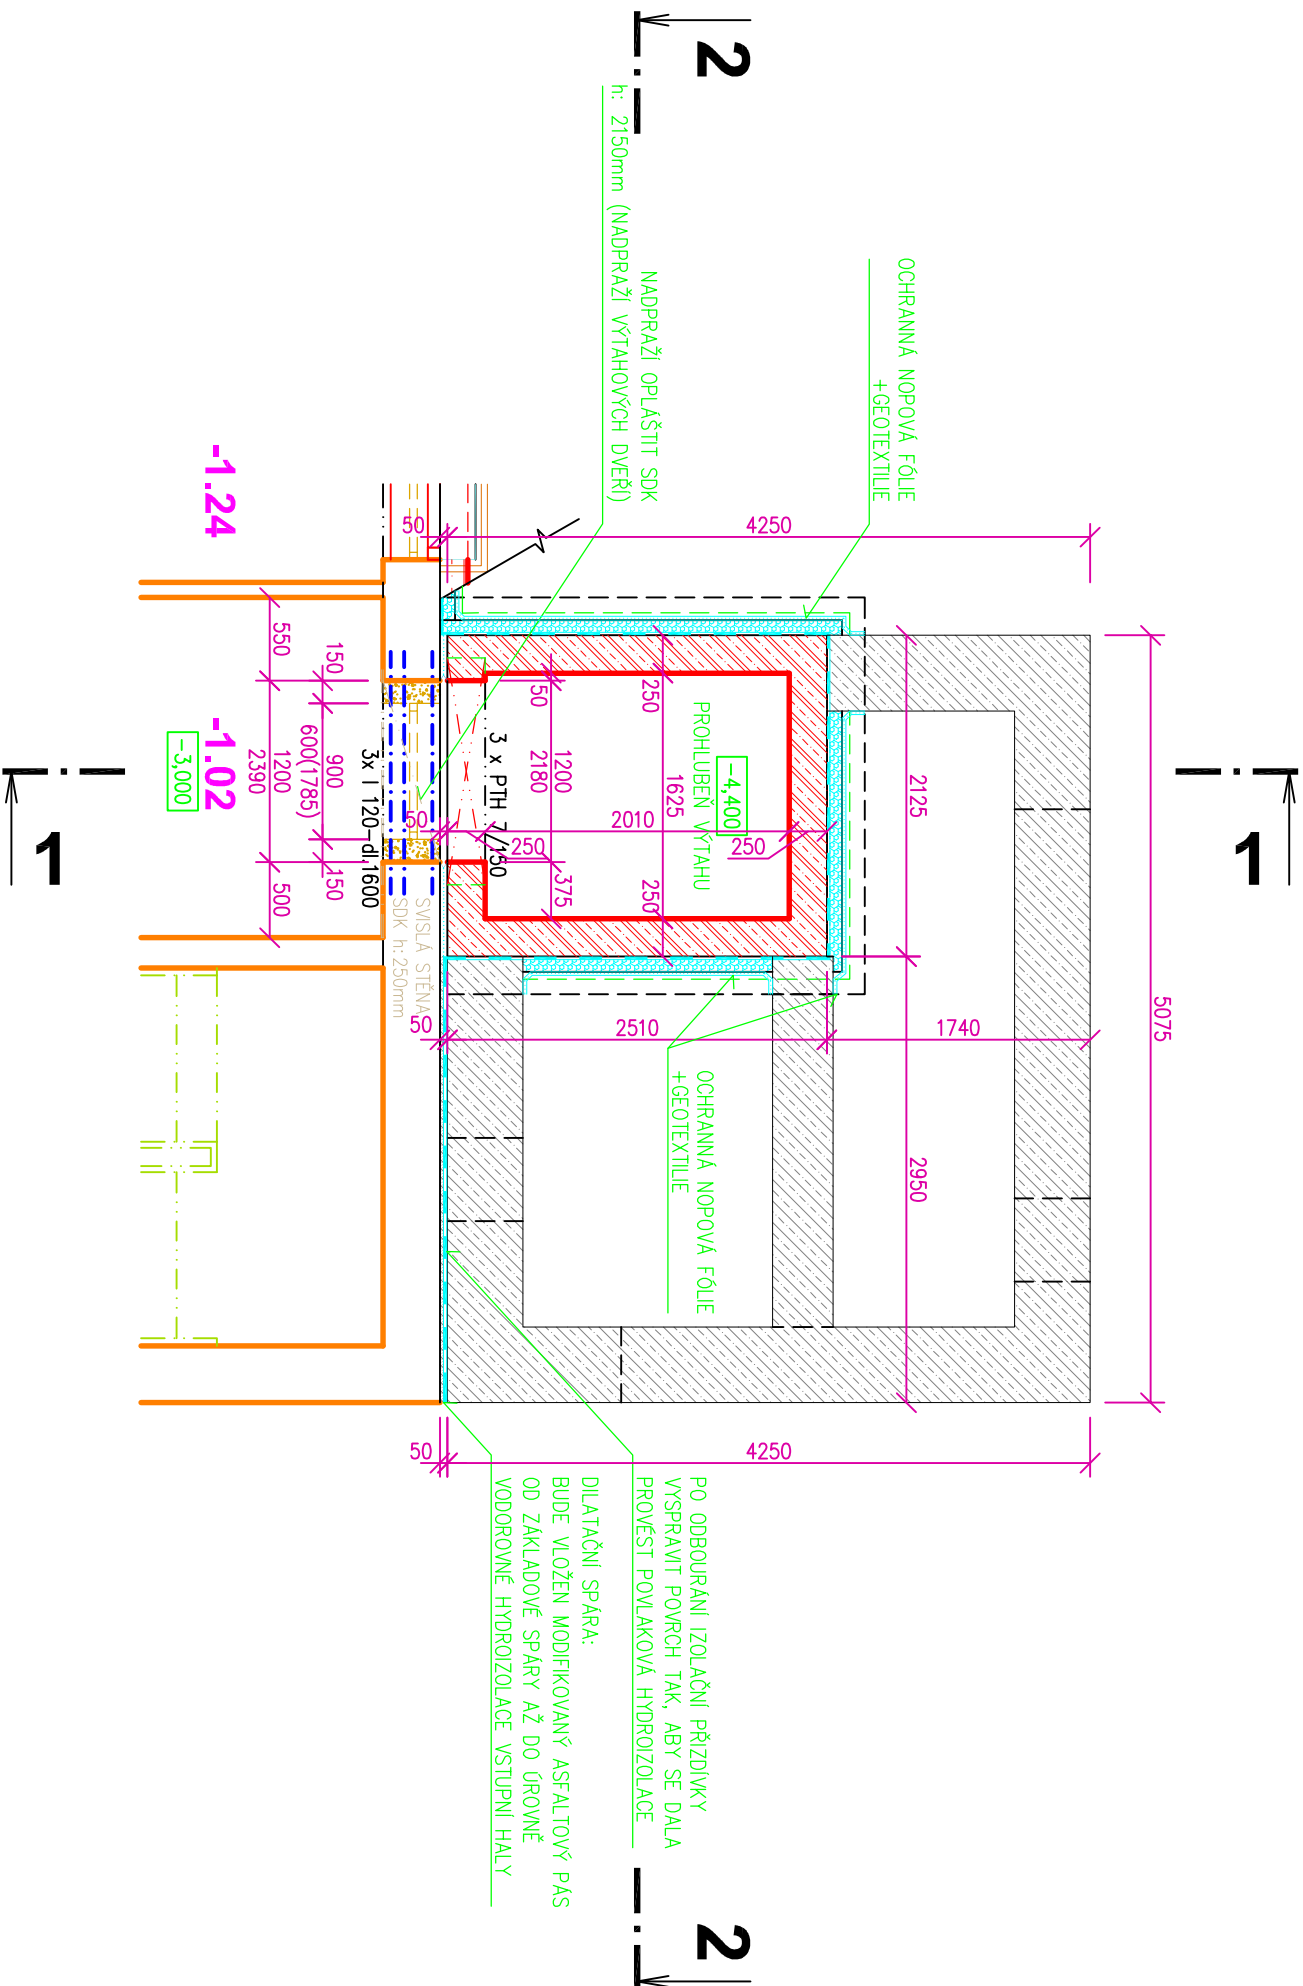 2
h: 2150mm (NADPRAŽÍ VÝTAHOVÝCH DVEŘÍ)
NADPRAŽÍ OPLÁŠTIT SDK
OCHRANNÁ NOPOVÁ FÓLIE
+GEOTEXTILIE
-1.24
50
4250
5075
2125
2950
550
150
150
500
900
600(1785)
1200
2390
-1.02
-3,000
3x I 120-dl.1600
3 x PTH 7/150
50
1200
2180
375
250
1625
250
PROHLUBEŇ VÝTAHU
-4,400
50
250
2010
250
SVISLÁ STĚNA
SDK h: 250mm
50
2510
1740
OCHRANNÁ NOPOVÁ FÓLIE
+GEOTEXTILIE
50
4250
PO ODBOURÁNÍ IZOLAČNÍ PŘIZDÍVKY
VYSPRAVIT POVRCH TAK, ABY SE DALA
PROVÉST POVLAKOVÁ HYDROIZOLACE
DILATAČNÍ SPÁRA:
BUDE VLOŽEN MODIFIKOVANÝ ASFALTOVÝ PÁS
OD ZÁKLADOVÉ SPÁRY AŽ DO ÚROVNĚ
VODOROVNÉ HYDROIZOLACE VSTUPNÍ HALY
1
1
2